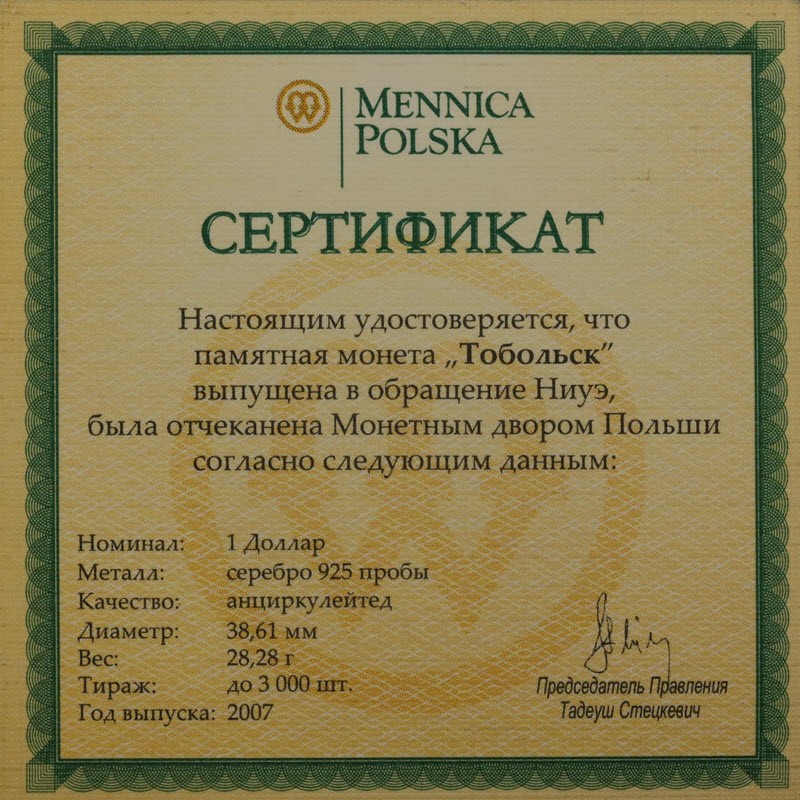 MENNICA
POLSKA
СЕРТИФИКАТ
Настоящим удостоверяется, что
памятная монета „Тобольск”
выпущена в обращение Ниуэ,
была отчеканена Монетным двором Польши
согласно следующим данным:
Номинал: 1 Доллар
Металл: серебро 925 пробы
Качество: анциркулейтед
Диаметр: 38,61 мм
Вес: 28,28 г
Тираж: до 3 000 шт.
Год выпуска: 2007
Председатель Правления
Тадеуш Стецкевич